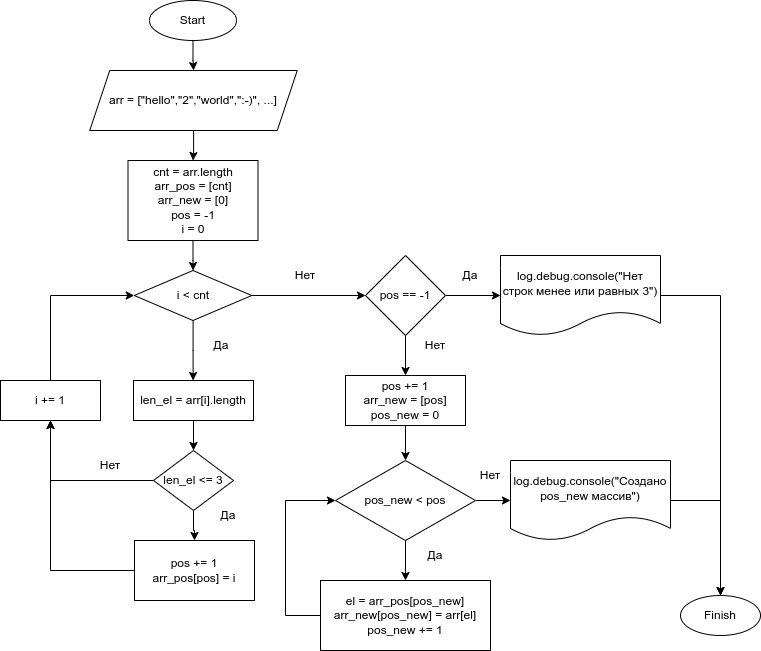 Start
arr = ["hello","2","world",":-)", ...]
cnt = arr.length
arr_pos = [cnt]
arr_new = [0]
pos = -1
i = 0
i < cnt
Нет
pos == -1
Да
log.debug.console("Нет
строк менее или равных 3")
Да
Нет
i += 1
len_el = arr[i].length
pos += 1
arr_new = [pos]
pos_new = 0
Нет
len_el <= 3
Да
pos_new < pos
Нет
log.debug.console("Создано
pos_new массив")
Да
pos += 1
arr_pos[pos] = i
el = arr_pos[pos_new]
arr_new[pos_new] = arr[el]
pos_new += 1
Finish